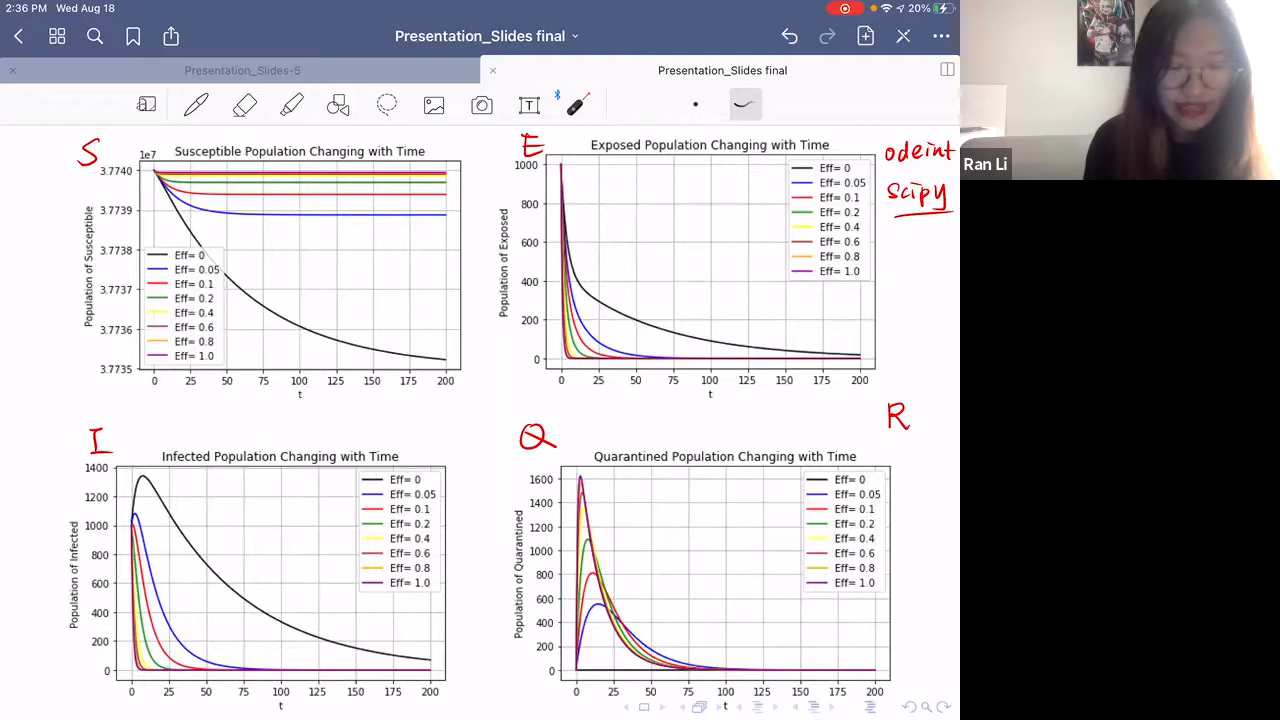 2:36 PM Wed Aug 18
20%
Presentation_Slides final
Presentation_Slides-5
Presentation_Slides final
T
S
1e7
Susceptible Population Changing with Time
Population of Susceptible
3.7740
3.7739
3.7738
3.7737
3.7736
3.7735
Eff= 0
Eff= 0.05
Eff= 0.1
Eff= 0.2
Eff= 0.4
Eff= 0.6
Eff= 0.8
Eff= 1.0
0 25 50 75 100 125 150 175 200
t
E
Exposed Population Changing with Time
Population of Exposed
1000
800
600
400
200
0
Eff= 0
Eff= 0.05
Eff= 0.1
Eff= 0.2
Eff= 0.4
Eff= 0.6
Eff= 0.8
Eff= 1.0
0 25 50 75 100 125 150 175 200
t
odeint
scipy
Ran Li
I
Infected Population Changing with Time
Population of Infected
1400
1200
1000
800
600
400
200
0
Eff= 0
Eff= 0.05
Eff= 0.1
Eff= 0.2
Eff= 0.4
Eff= 0.6
Eff= 0.8
Eff= 1.0
0 25 50 75 100 125 150 175 200
t
Q
R
Quarantined Population Changing with Time
Population of Quarantined
1600
1400
1200
1000
800
600
400
200
0
Eff= 0
Eff= 0.05
Eff= 0.1
Eff= 0.2
Eff= 0.4
Eff= 0.6
Eff= 0.8
Eff= 1.0
0 25 50 75 100 125 150 175 200
t